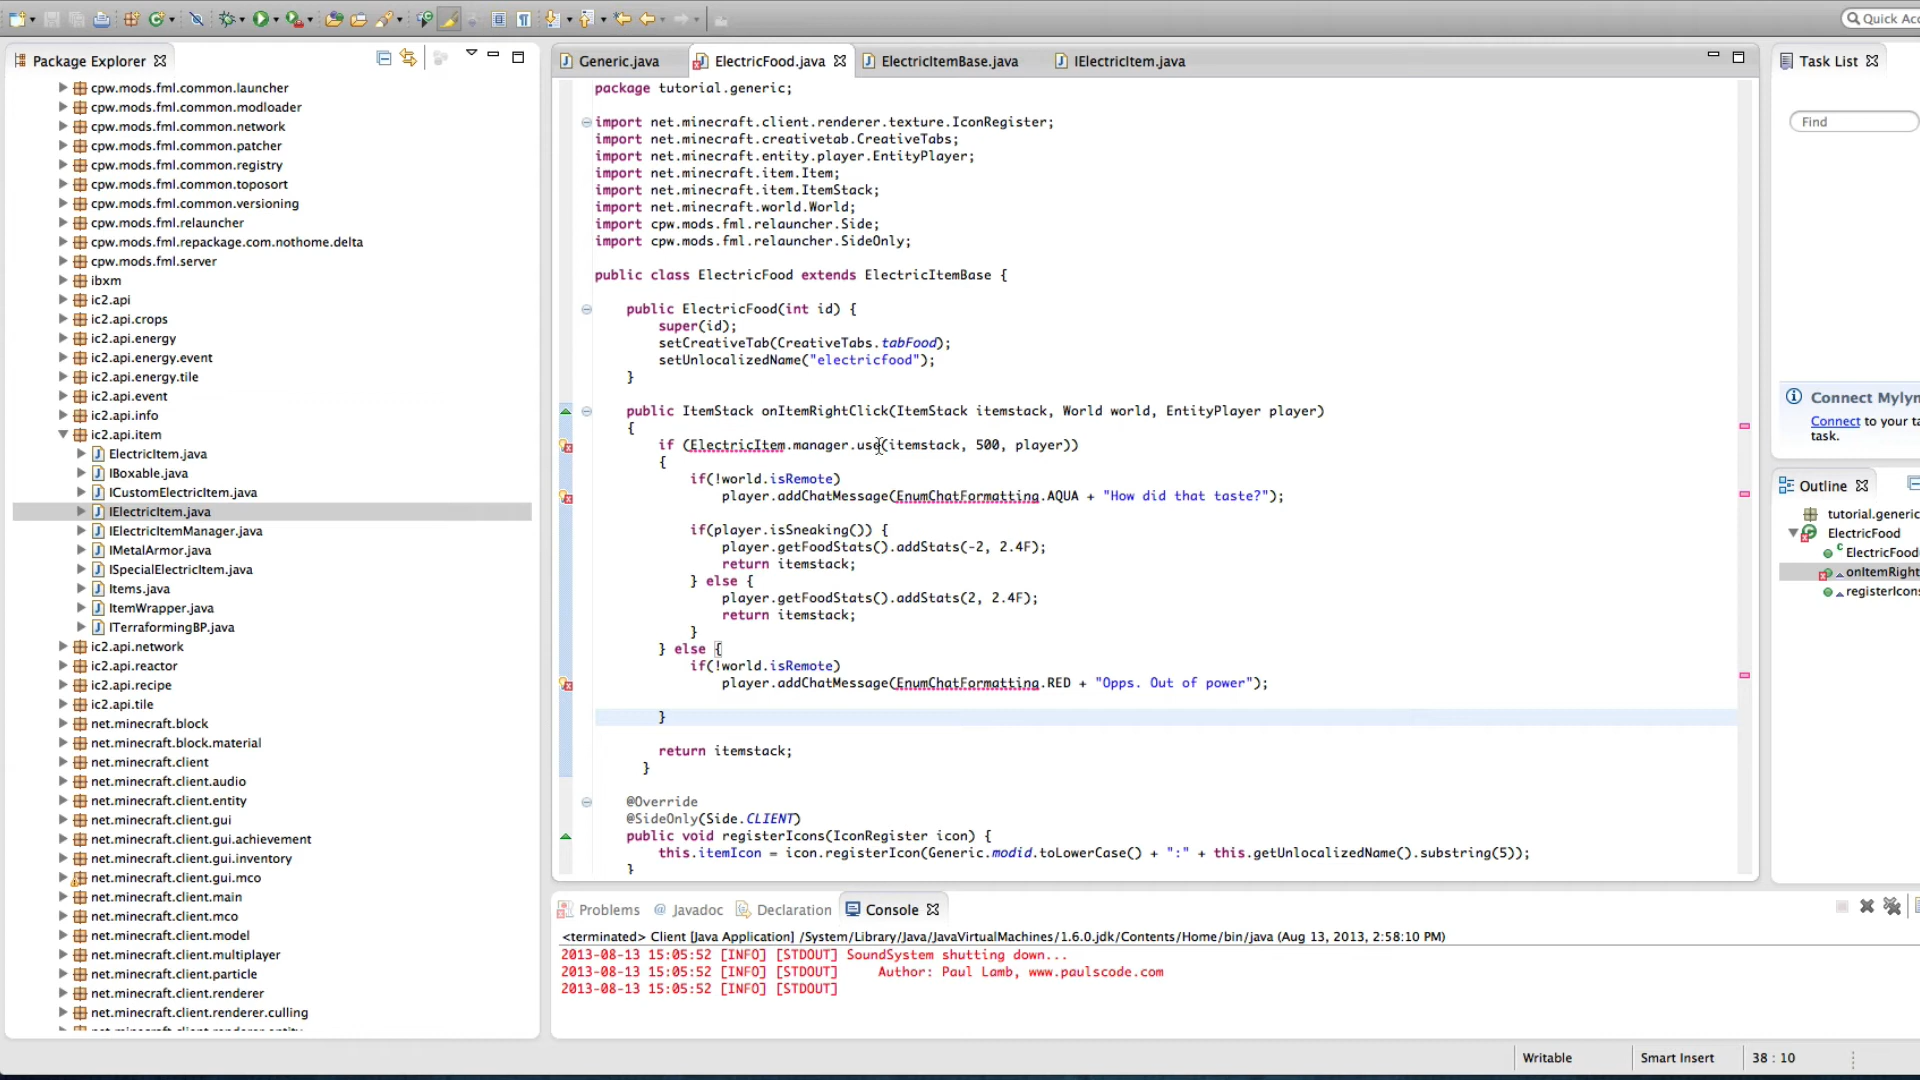 Quick Acc
Package Explorer
cpw.mods.fml.common.launcher
cpw.mods.fml.common.modloader
cpw.mods.fml.common.network
cpw.mods.fml.common.patcher
cpw.mods.fml.common.registry
cpw.mods.fml.common.toposort
cpw.mods.fml.common.versioning
cpw.mods.fml.relauncher
cpw.mods.fml.repackage.com.nothome.delta
cpw.mods.fml.server
ibxm
ic2.api
ic2.api.crops
ic2.api.energy
ic2.api.energy.event
ic2.api.energy.tile
ic2.api.event
ic2.api.info
ic2.api.item
ElectricItem.java
IBoxable.java
ICustomElectricItem.java
IElectricItem.java
IElectricItemManager.java
IMetalArmor.java
ISpecialElectricItem.java
Items.java
ItemWrapper.java
ITerraformingBP.java
ic2.api.network
ic2.api.reactor
ic2.api.recipe
ic2.api.tile
net.minecraft.block
net.minecraft.block.material
net.minecraft.client
net.minecraft.client.audio
net.minecraft.client.entity
net.minecraft.client.gui
net.minecraft.client.gui.achievement
net.minecraft.client.gui.inventory
net.minecraft.client.gui.mco
net.minecraft.client.main
net.minecraft.client.mco
net.minecraft.client.model
net.minecraft.client.multiplayer
net.minecraft.client.particle
net.minecraft.client.renderer
net.minecraft.client.renderer.culling
Generic.java ElectricFood.java ElectricItemBase.java IElectricItem.java
package tutorial.generic;
import net.minecraft.client.renderer.texture.IconRegister;
import net.minecraft.creativetab.CreativeTabs;
import net.minecraft.entity.player.EntityPlayer;
import net.minecraft.item.Item;
import net.minecraft.item.ItemStack;
import net.minecraft.world.World;
import cpw.mods.fml.relauncher.Side;
import cpw.mods.fml.relauncher.SideOnly;
public class ElectricFood extends ElectricItemBase {
public ElectricFood(int id) {
super(id);
setCreativeTab(CreativeTabs.tabFood);
setUnlocalizedName("electricfood");
}
public ItemStack onItemRightClick(ItemStack itemstack, World world, EntityPlayer player)
{
if (ElectricItem.manager.use(itemstack, 500, player))
{
if(!world.isRemote)
player.addChatMessage(EnumChatFormatting.AQUA + "How did that taste?");
if(player.isSneaking()) {
player.getFoodStats().addStats(-2, 2.4F);
return itemstack;
} else {
player.getFoodStats().addStats(2, 2.4F);
return itemstack;
}
} else {
if(!world.isRemote)
player.addChatMessage(EnumChatFormatting.RED + "Opps. Out of power");
}
return itemstack;
}
@Override
@SideOnly(Side.CLIENT)
public void registerIcons(IconRegister icon) {
this.itemIcon = icon.registerIcon(Generic.modid.toLowerCase() + ":" + this.getUnlocalizedName().substring(5));
}
Problems @ Javadoc Declaration Console
<terminated> Client [Java Application] /System/Library/Java/JavaVirtualMachines/1.6.0.jdk/Contents/Home/bin/java (Aug 13, 2013, 2:58:10 PM)
2013-08-13 15:05:52 [INFO] [STDOUT] SoundSystem shutting down...
2013-08-13 15:05:52 [INFO] [STDOUT] Author: Paul Lamb, www.paulscode.com
2013-08-13 15:05:52 [INFO] [STDOUT]
Task List
Find
Connect Mylyn
Connect to your ta
task.
Outline
tutorial.generic
ElectricFood
ElectricFood
onItemRight
registerIcons
Writable Smart Insert 38 : 10